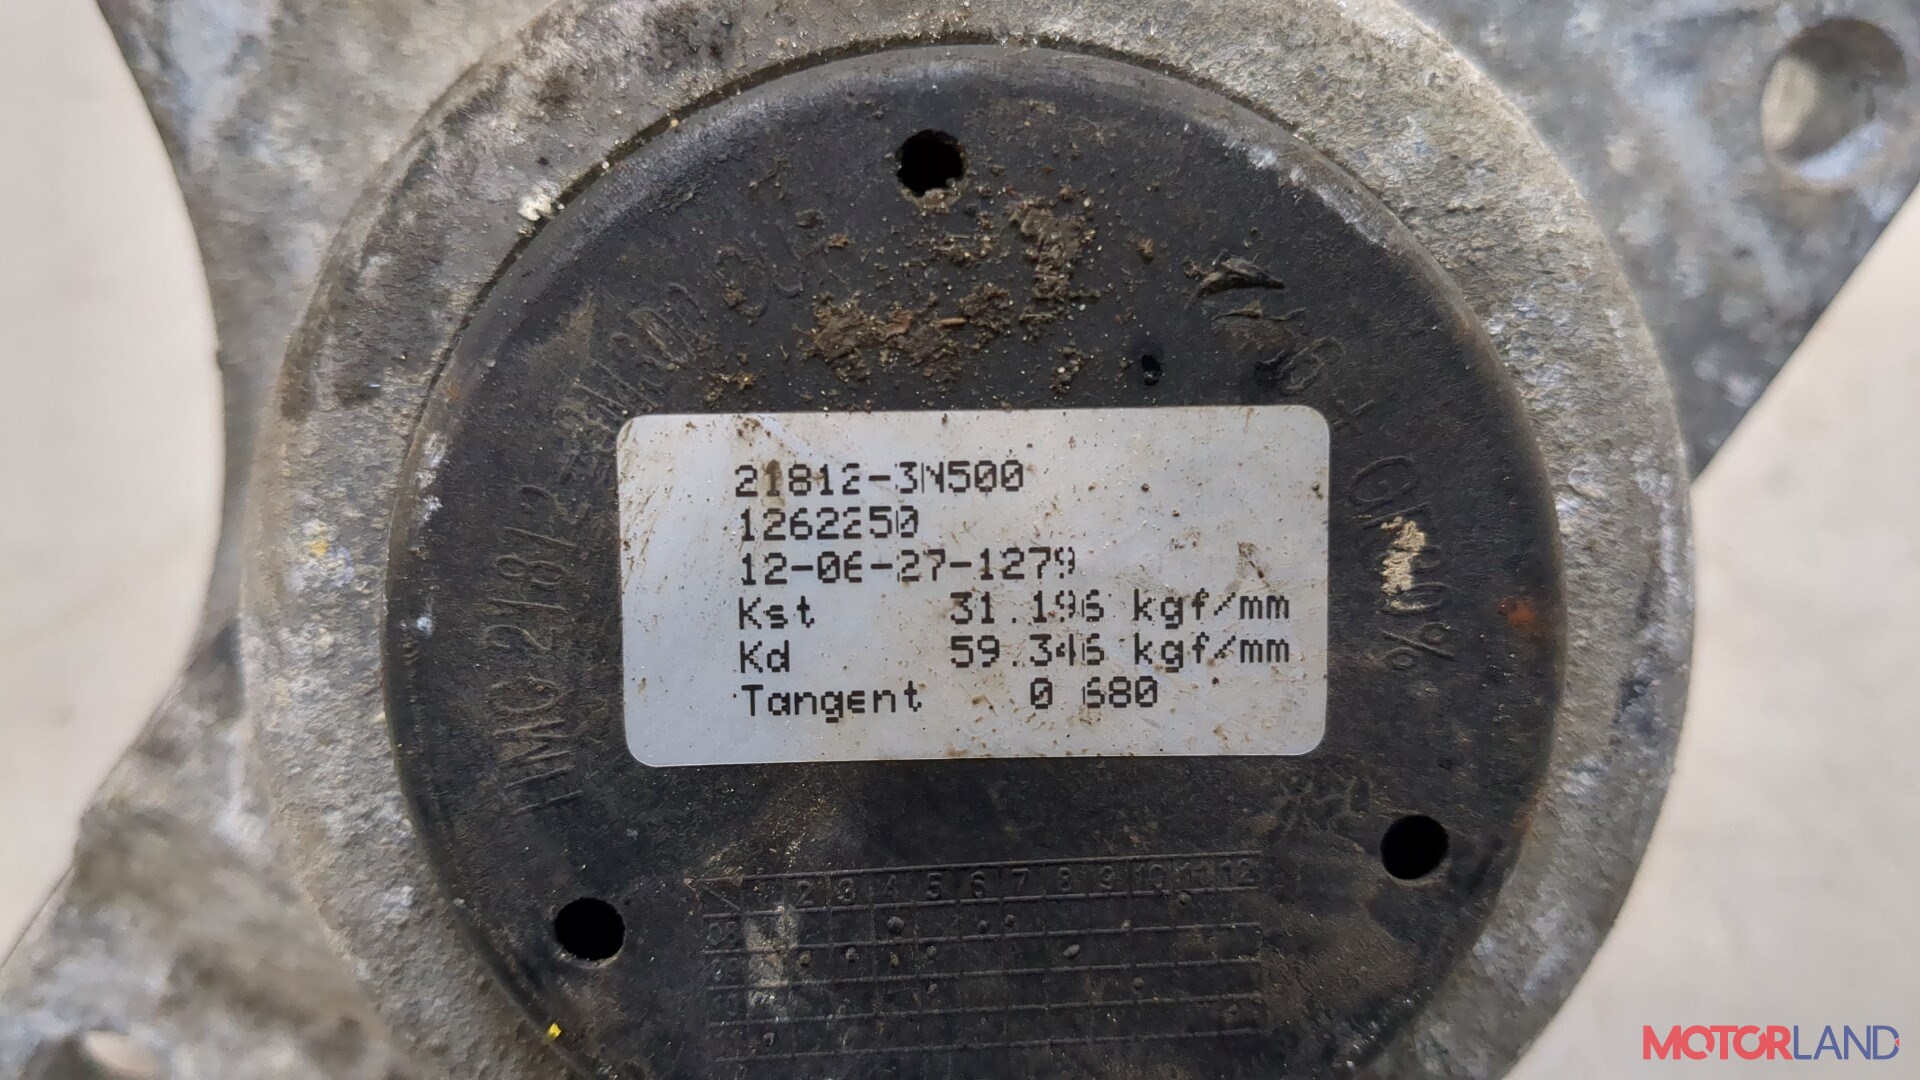 21812-3N500
1262250
12-06-27-1279
Kst 31.196 kgf/mm
Kd 59.346 kgf/mm
Tangent 0 680
2 3 4 5 6 7 8 9 10 11 12
MOTORLAND